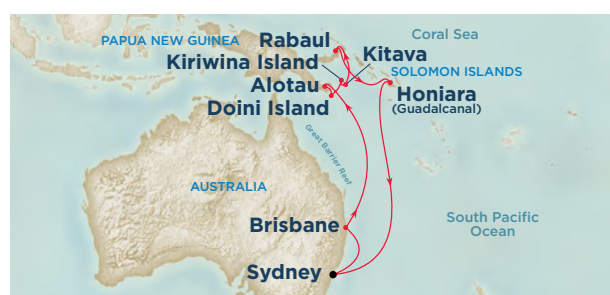 Coral Sea
PAPUA NEW GUINEA
Rabaul
Kitava
Kiriwina Island
SOLOMON ISLANDS
Alotau
Honiara
(Guadalcanal)
Doini Island
Great Barrier Reef
AUSTRALIA
Brisbane
South Pacific
Ocean
Sydney